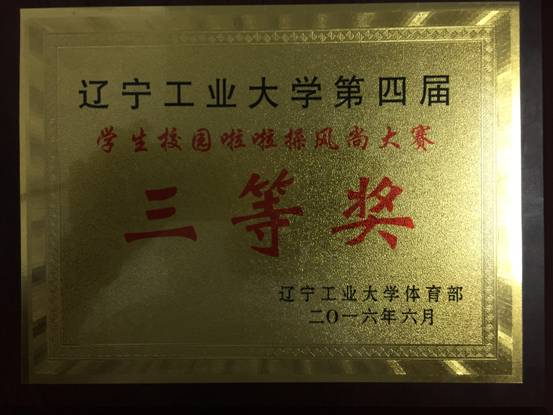 辽宁工业大学第四届
学生校园啦啦操风尚大赛
三等奖
辽宁工业大学体育部
二〇一六年六月